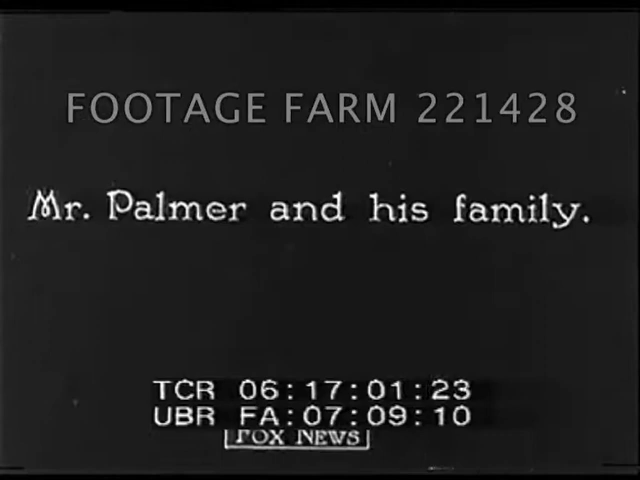 FOOTAGE FARM 221428
Mr. Palmer and his family.
TCR 06:17:01:23
UBR FA:07:09:10
FOX NEWS